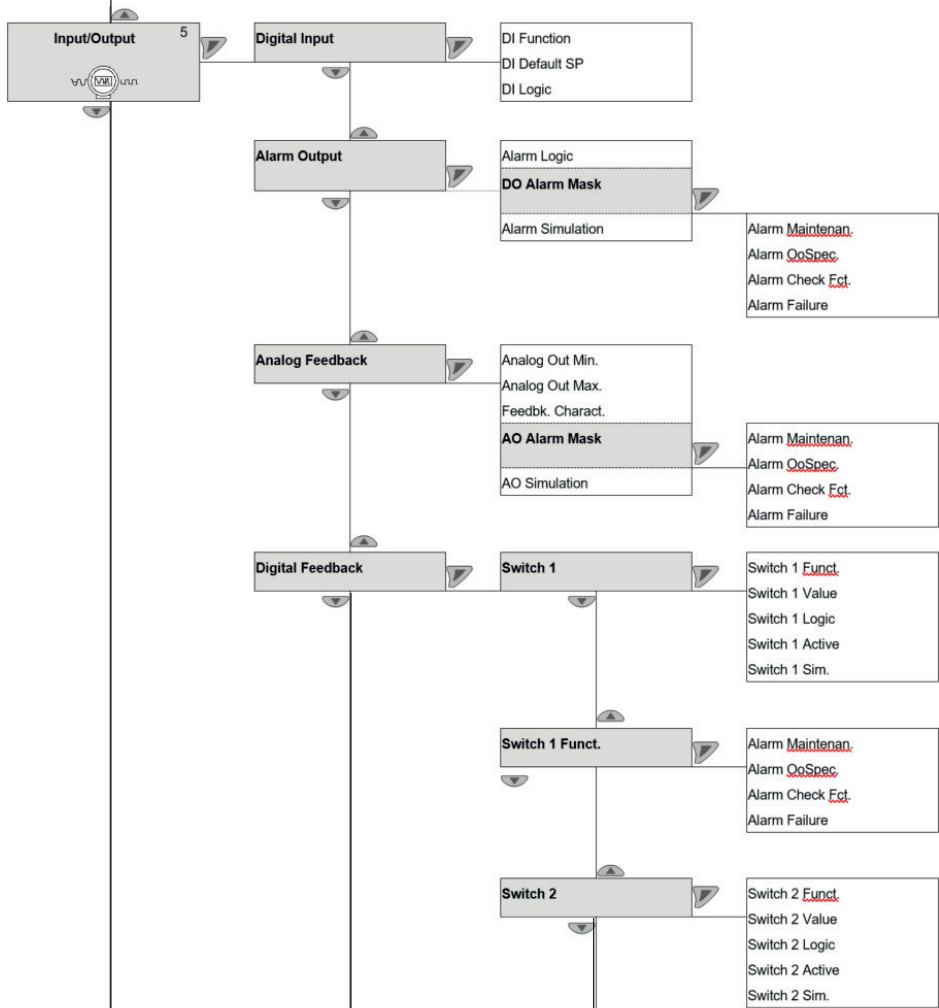 Input/Output
5
Digital Input
DI Function
DI Default SP
DI Logic
Alarm Output
Alarm Logic
DO Alarm Mask
Alarm Simulation
Alarm Maintenan.
Alarm OoSpec.
Alarm Check Fct.
Alarm Failure
Analog Feedback
Analog Out Min.
Analog Out Max.
Feedbk. Charact.
AO Alarm Mask
AO Simulation
Alarm Maintenan.
Alarm OoSpec.
Alarm Check Fct.
Alarm Failure
Digital Feedback
Switch 1
Switch 1 Funct.
Switch 1 Value
Switch 1 Logic
Switch 1 Active
Switch 1 Sim.
Switch 1 Funct.
Alarm Maintenan.
Alarm OoSpec.
Alarm Check Fct.
Alarm Failure
Switch 2
Switch 2 Funct.
Switch 2 Value
Switch 2 Logic
Switch 2 Active
Switch 2 Sim.